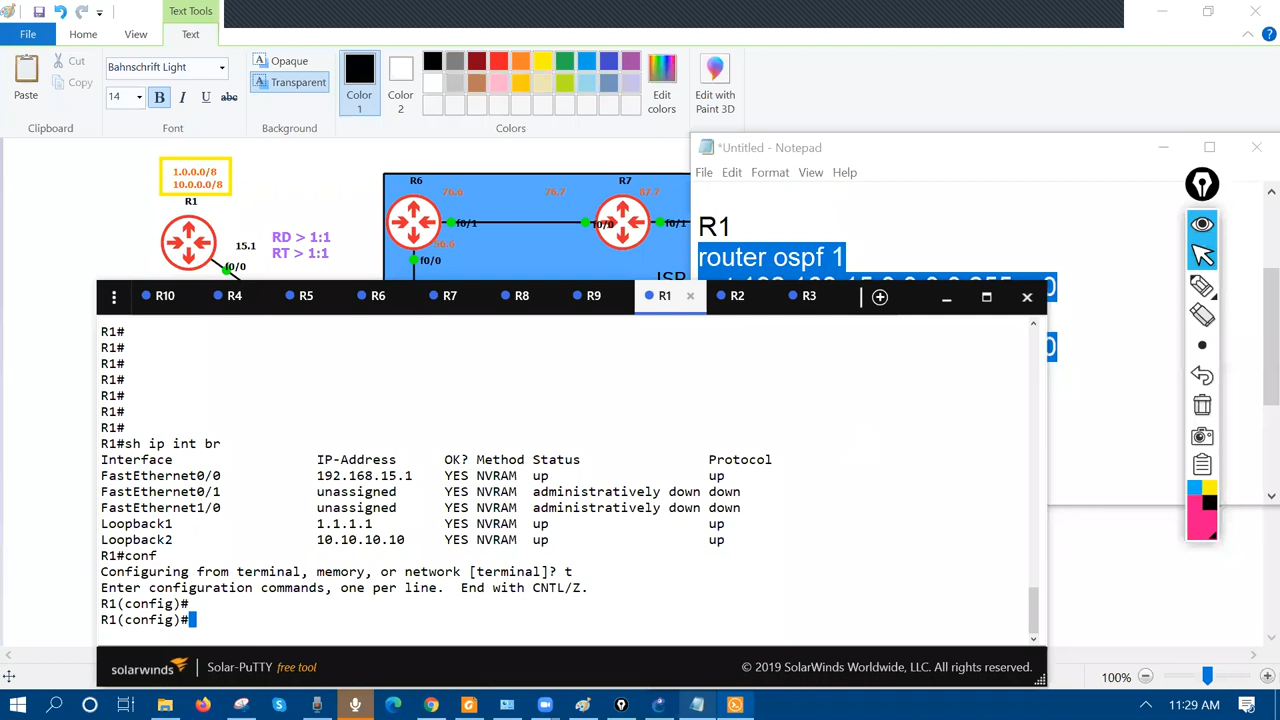 Text Tools
File
Home
View
Text
Paste
Cut
Copy
Clipboard
Bahnschrift Light
14
B
I
U
abc
Font
Opaque
Transparent
Background
Color
1
Color
2
Edit
colors
Colors
Edit with
Paint 3D
1.0.0.0/8
10.0.0.0/8
R1
15.1
f0/0
RD > 1:1
RT > 1:1
R6
76.6
f0/1
56.6
f0/0
76.7
R7
87.7
f0/0
f0/1
ISP
*Untitled - Notepad
File Edit Format View Help
R1
router ospf 1
R10
R4
R5
R6
R7
R8
R9
R1
R2
R3
R1#
R1#
R1#
R1#
R1#
R1#
R1#
R1#sh ip int br
Interface IP-Address OK? Method Status Protocol
FastEthernet0/0 192.168.15.1 YES NVRAM up up
FastEthernet0/1 unassigned YES NVRAM administratively down down
FastEthernet1/0 unassigned YES NVRAM administratively down down
Loopback1 1.1.1.1 YES NVRAM up up
Loopback2 10.10.10.10 YES NVRAM up up
R1#conf
Configuring from terminal, memory, or network [terminal]? t
Enter configuration commands, one per line. End with CNTL/Z.
R1(config)#
R1(config)#
solarwinds
Solar-PuTTY free tool
© 2019 SolarWinds Worldwide, LLC. All rights reserved.
100%
11:29 AM